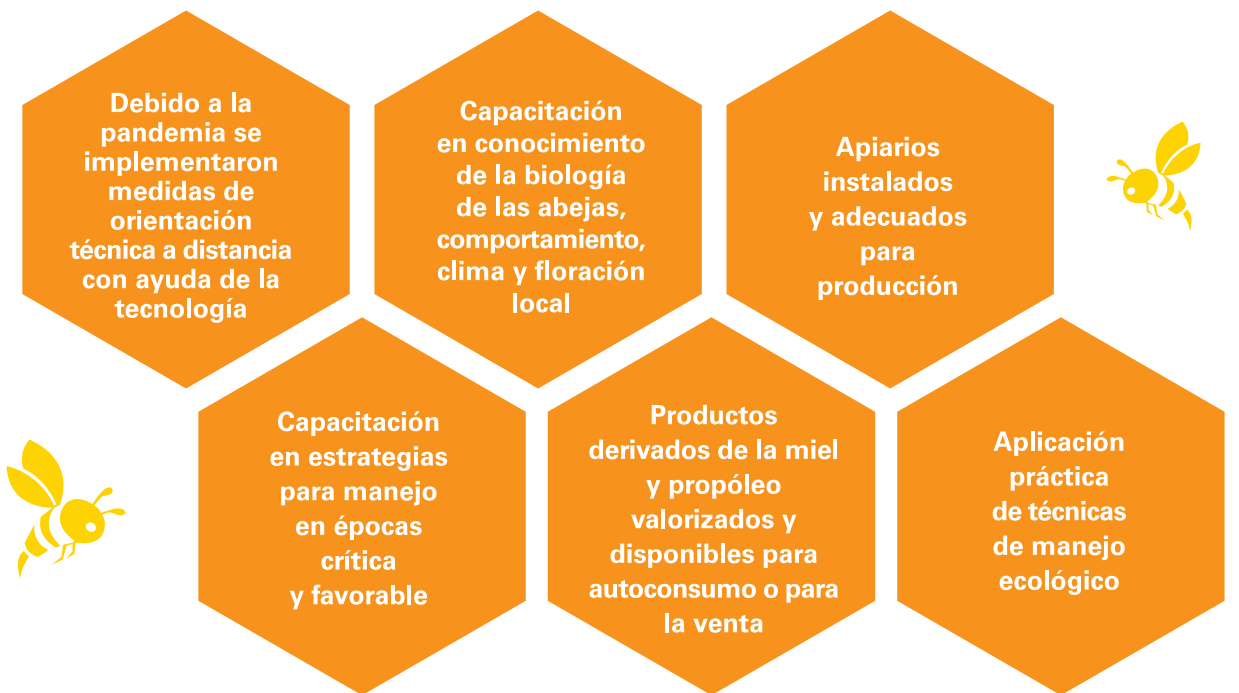 Debido a la
pandemia se
implementaron
medidas de
orientación
técnica a distancia
con ayuda de la
tecnología
Capacitación
en conocimiento
de la biología
de las abejas,
comportamiento,
clima y floración
local
Apiarios
instalados
y adecuados
para
producción
Capacitación
en estrategias
para manejo
en épocas
crítica
y favorable
Productos
derivados de la miel
y propóleo
valorizados y
disponibles para
autoconsumo o para
la venta
Aplicación
práctica
de técnicas
de manejo
ecológico